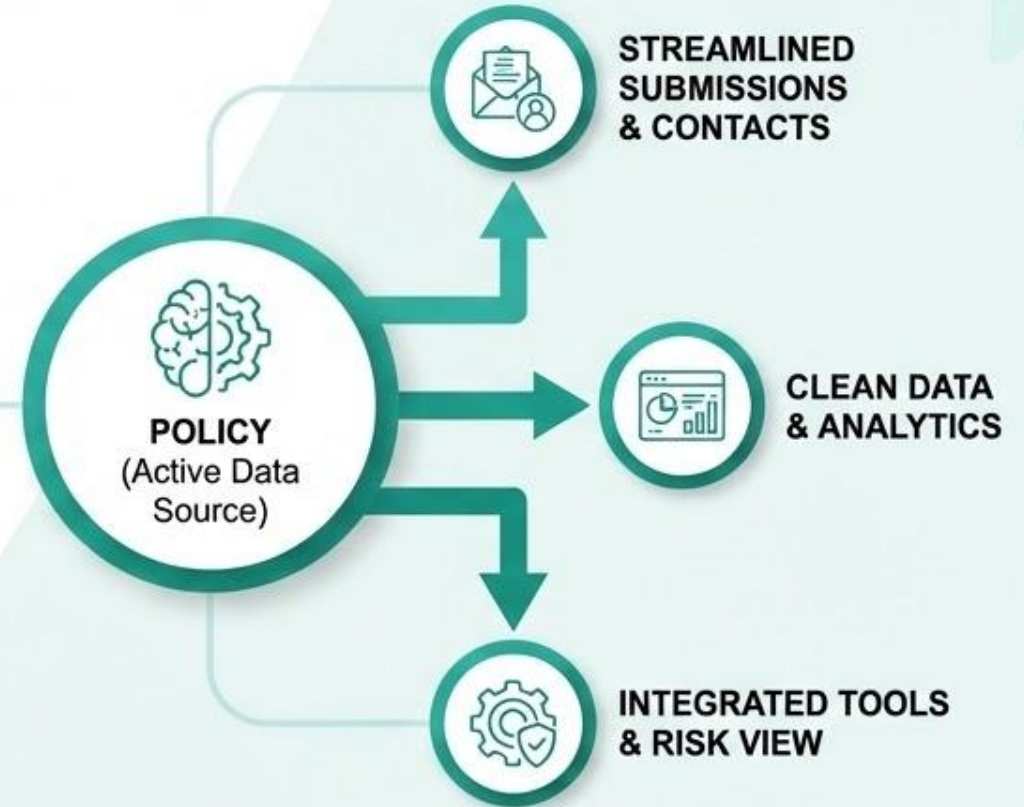 STREAMLINED
SUBMISSIONS
& CONTACTS
POLICY
(Active Data
Source)
CLEAN DATA
& ANALYTICS
INTEGRATED TOOLS
& RISK VIEW